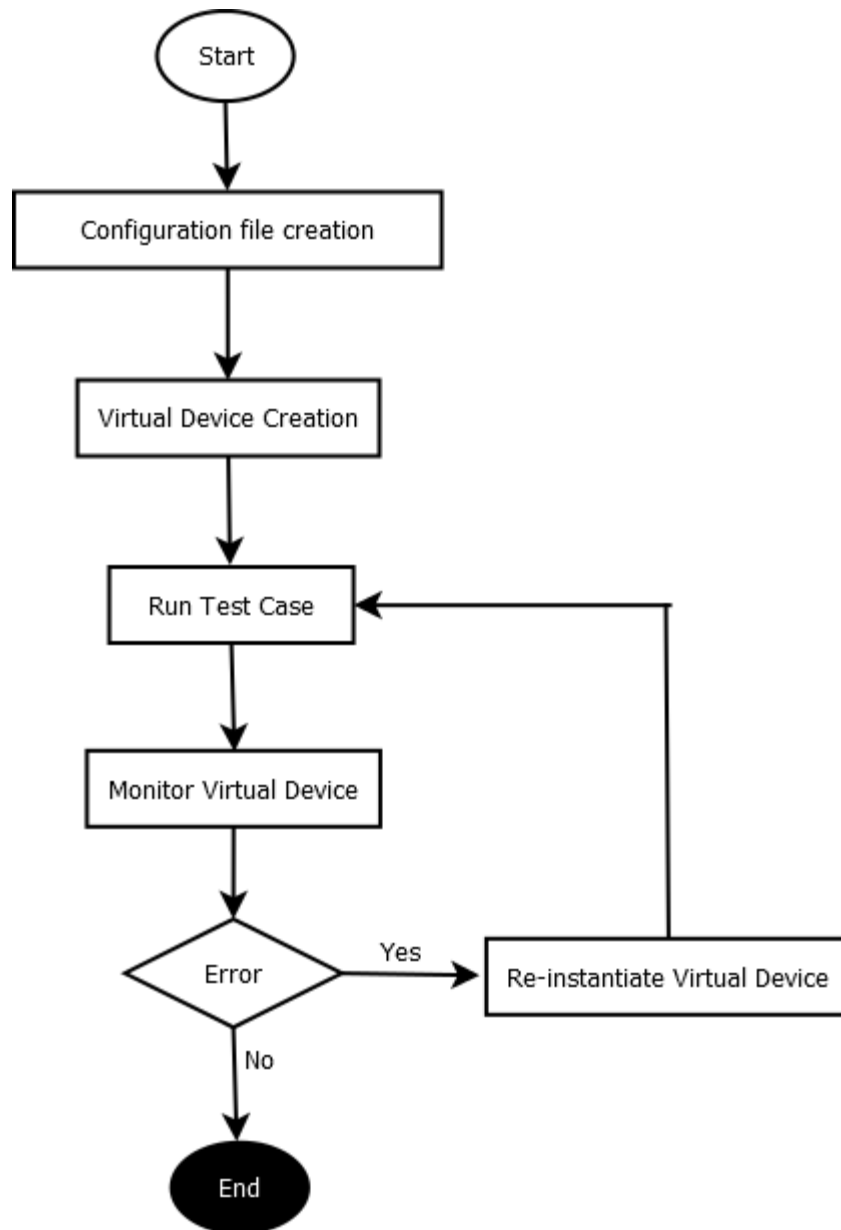 Start
Configuration file creation
Virtual Device Creation
Run Test Case
Monitor Virtual Device
Error
Yes
Re-instantiate Virtual Device
No
End